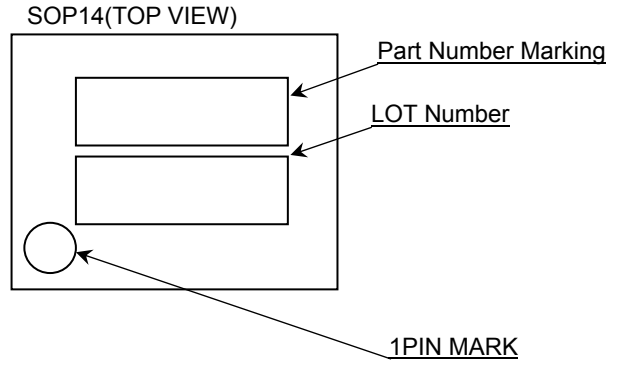 SOP14(TOP VIEW)
Part Number Marking
LOT Number
1PIN MARK